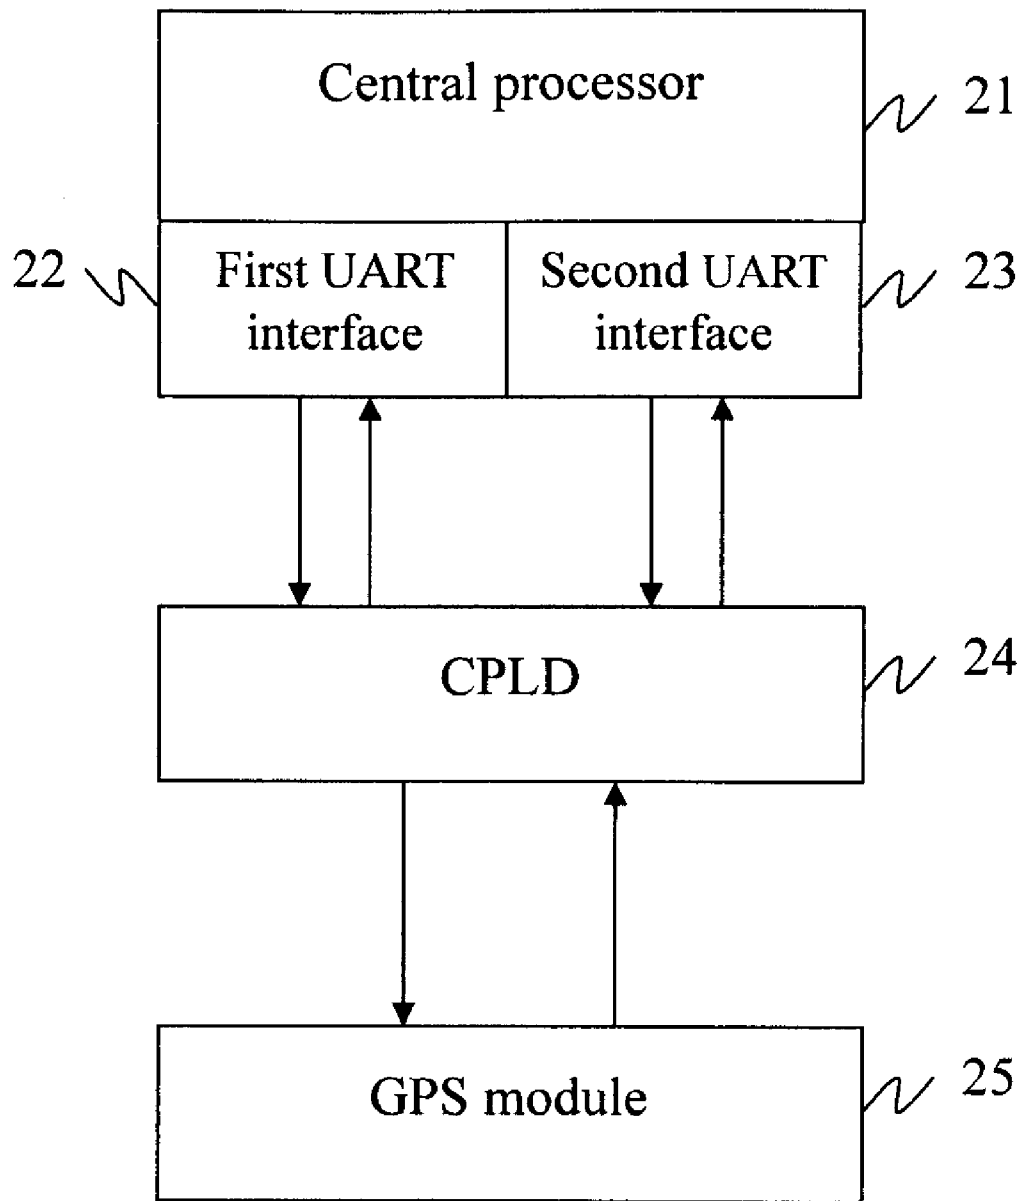 Central processor
21
22
First UART
interface
Second UART
interface
23
CPLD
24
GPS module
25